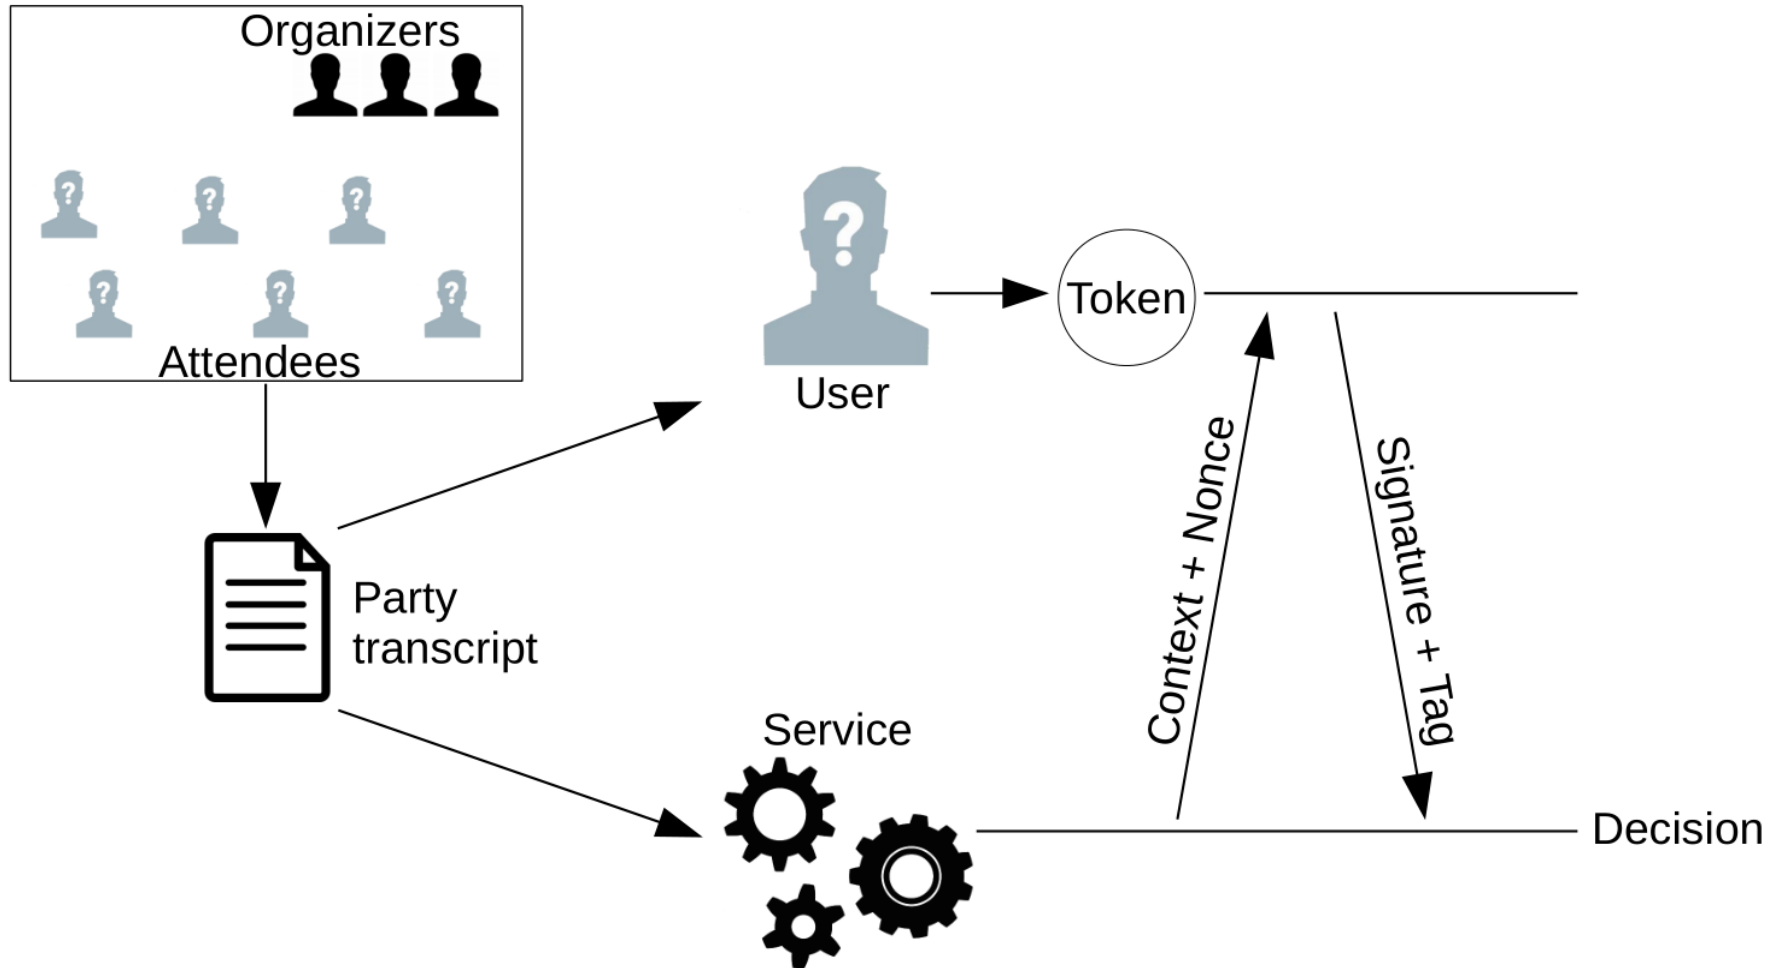 Organizers
? ? ?
? ? ?
Attendees
?
User
Token
Party
transcript
Service
Context + Nonce
Signature + Tag
Decision